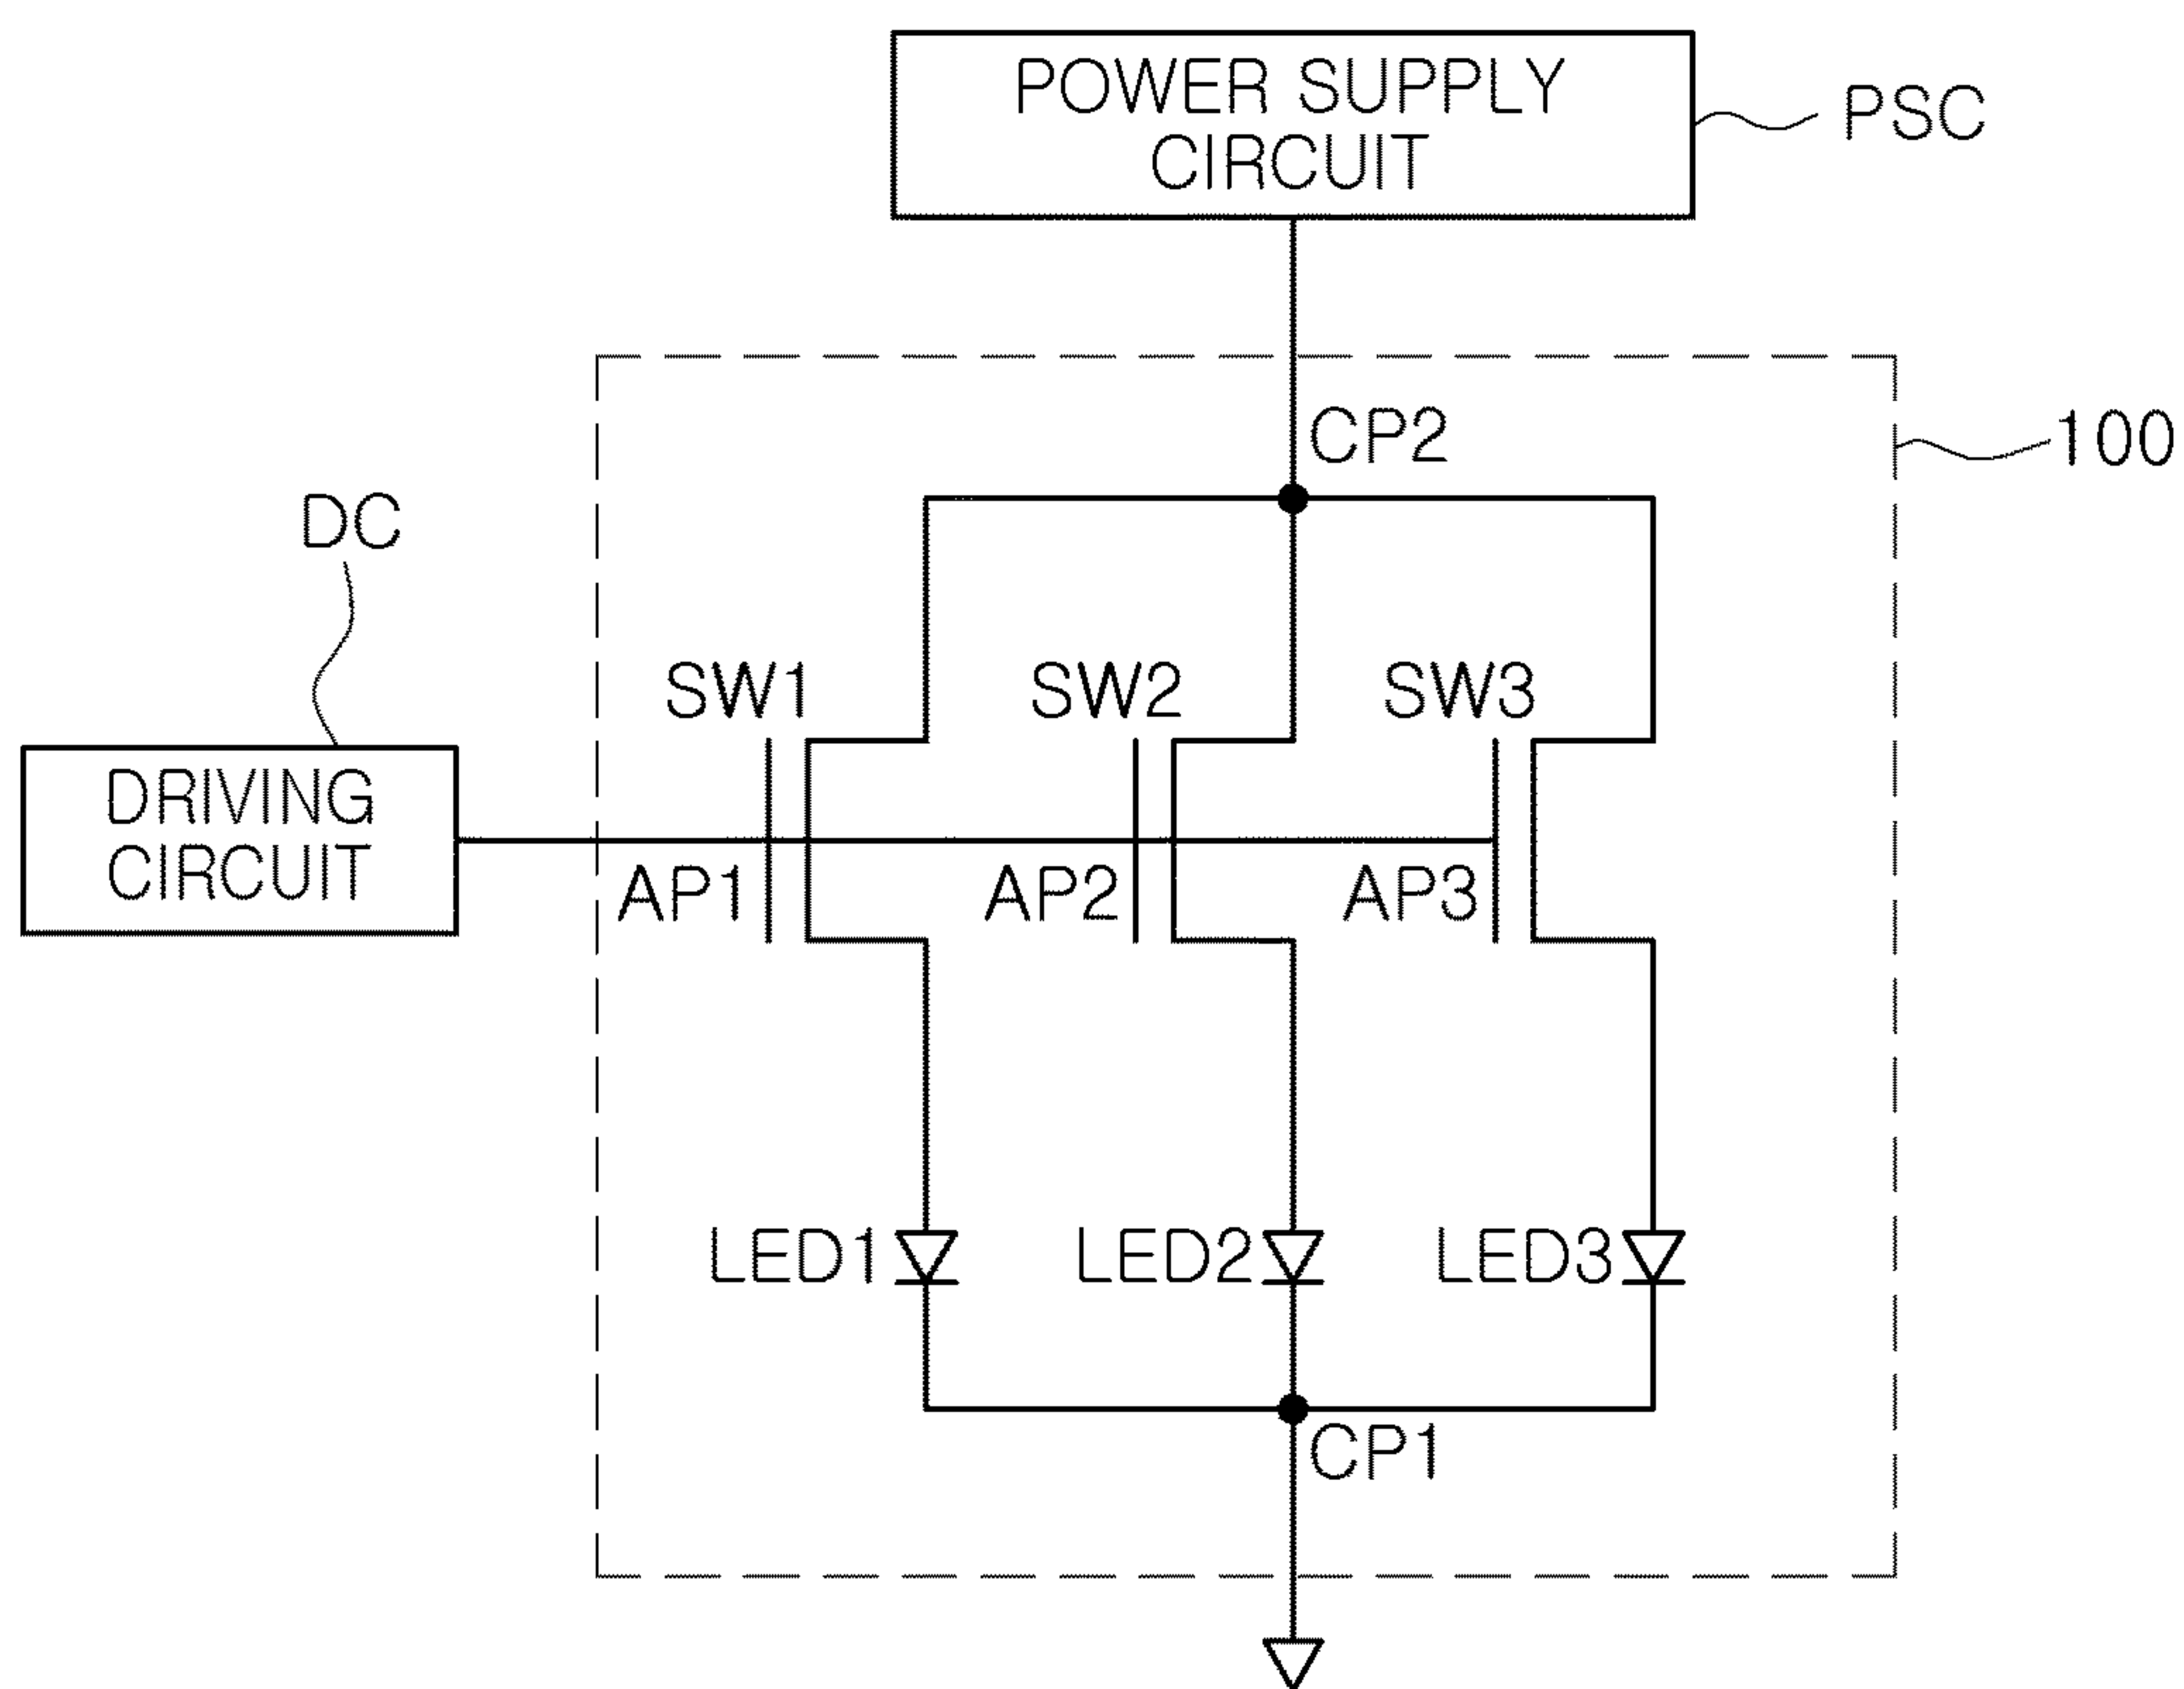 POWER SUPPLY
CIRCUIT
PSC
CP2
100
DC
SW1
SW2
SW3
DRIVING
CIRCUIT
AP1
AP2
AP3
LED1
LED2
LED3
CP1